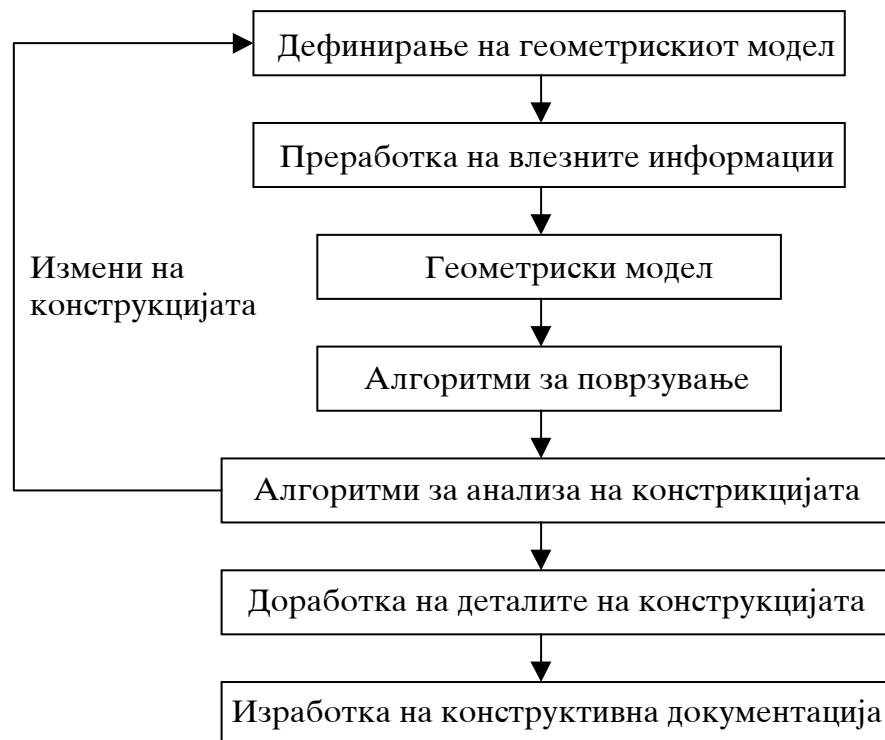 Дефинирање на геометрискиот модел
Преработка на влезните информации
Геометриски модел
Измени на
конструкцијата
Алгоритми за поврзување
Алгоритми за анализа на констрикцијата
Доработка на деталите на конструкцијата
Изработка на конструктивна документација